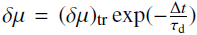 δμ = (δμ)tr exp(−Δt/τd)